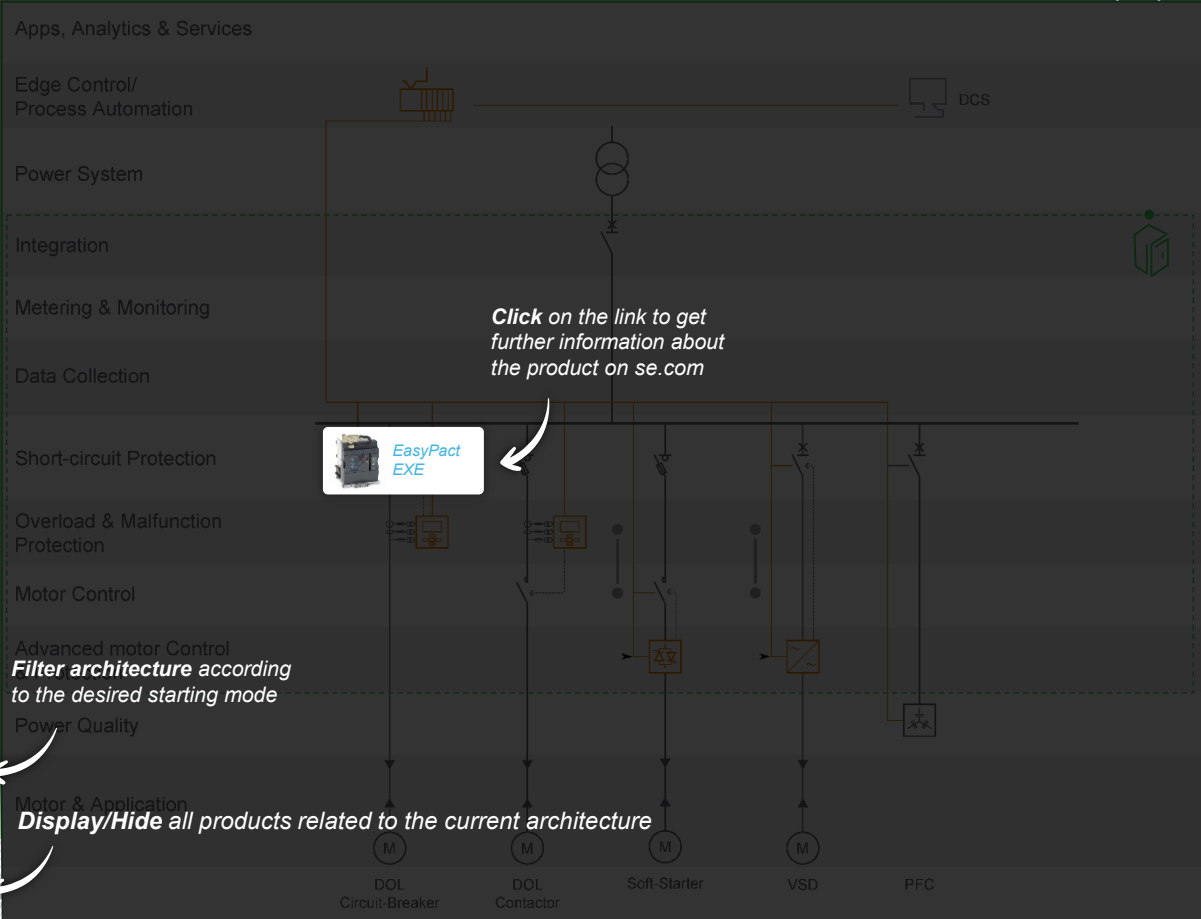 Apps, Analytics & Services
Edge Control/
Process Automation
DCS
Power System
Integration
Metering & Monitoring
Click on the link to get
further information about
the product on se.com
Data Collection
Short-circuit Protection
EasyPact
EXE
Overload & Malfunction
Protection
Motor Control
Advanced motor Control
Filter architecture according
to the desired starting mode
Power Quality
Motor & Application
Display/Hide all products related to the current architecture
M
M
M
M
DOL
Circuit-Breaker
DOL
Contactor
Soft-Starter
VSD
PFC